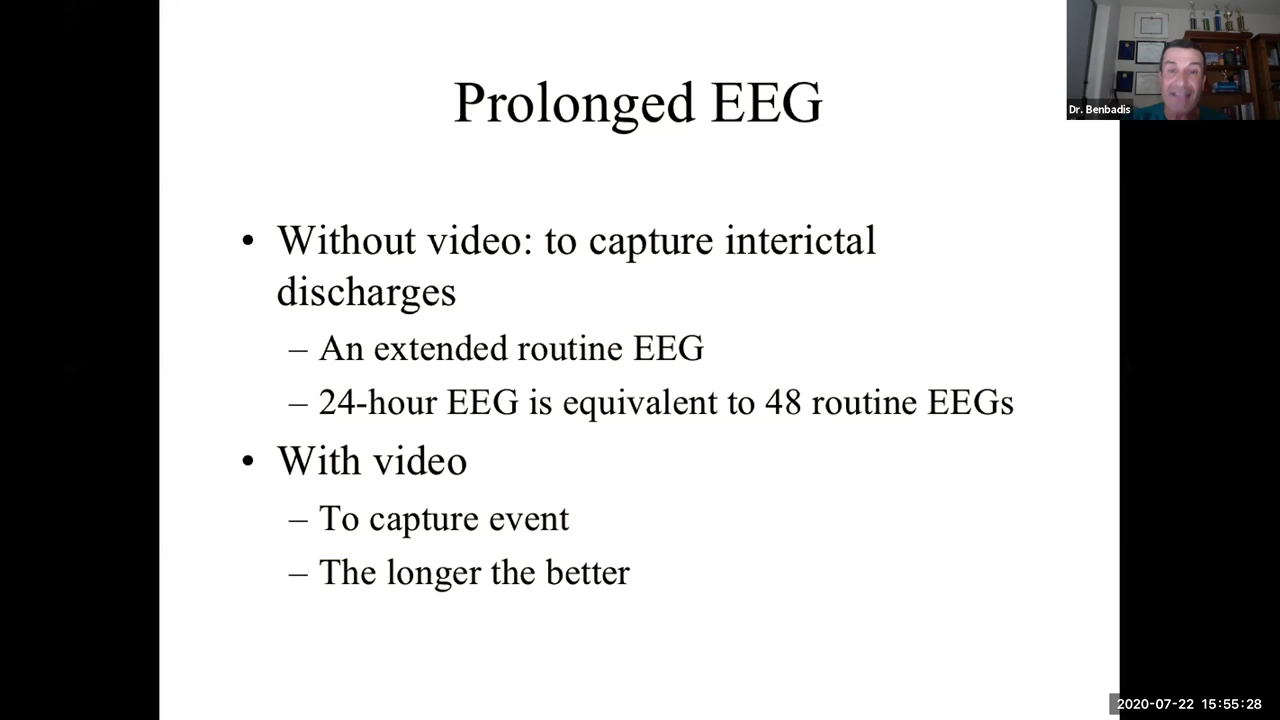 Prolonged EEG
Dr. Benbadis
• Without video: to capture interictal
discharges
– An extended routine EEG
– 24-hour EEG is equivalent to 48 routine EEGs
• With video
– To capture event
– The longer the better
2020-07-22 15:55:28